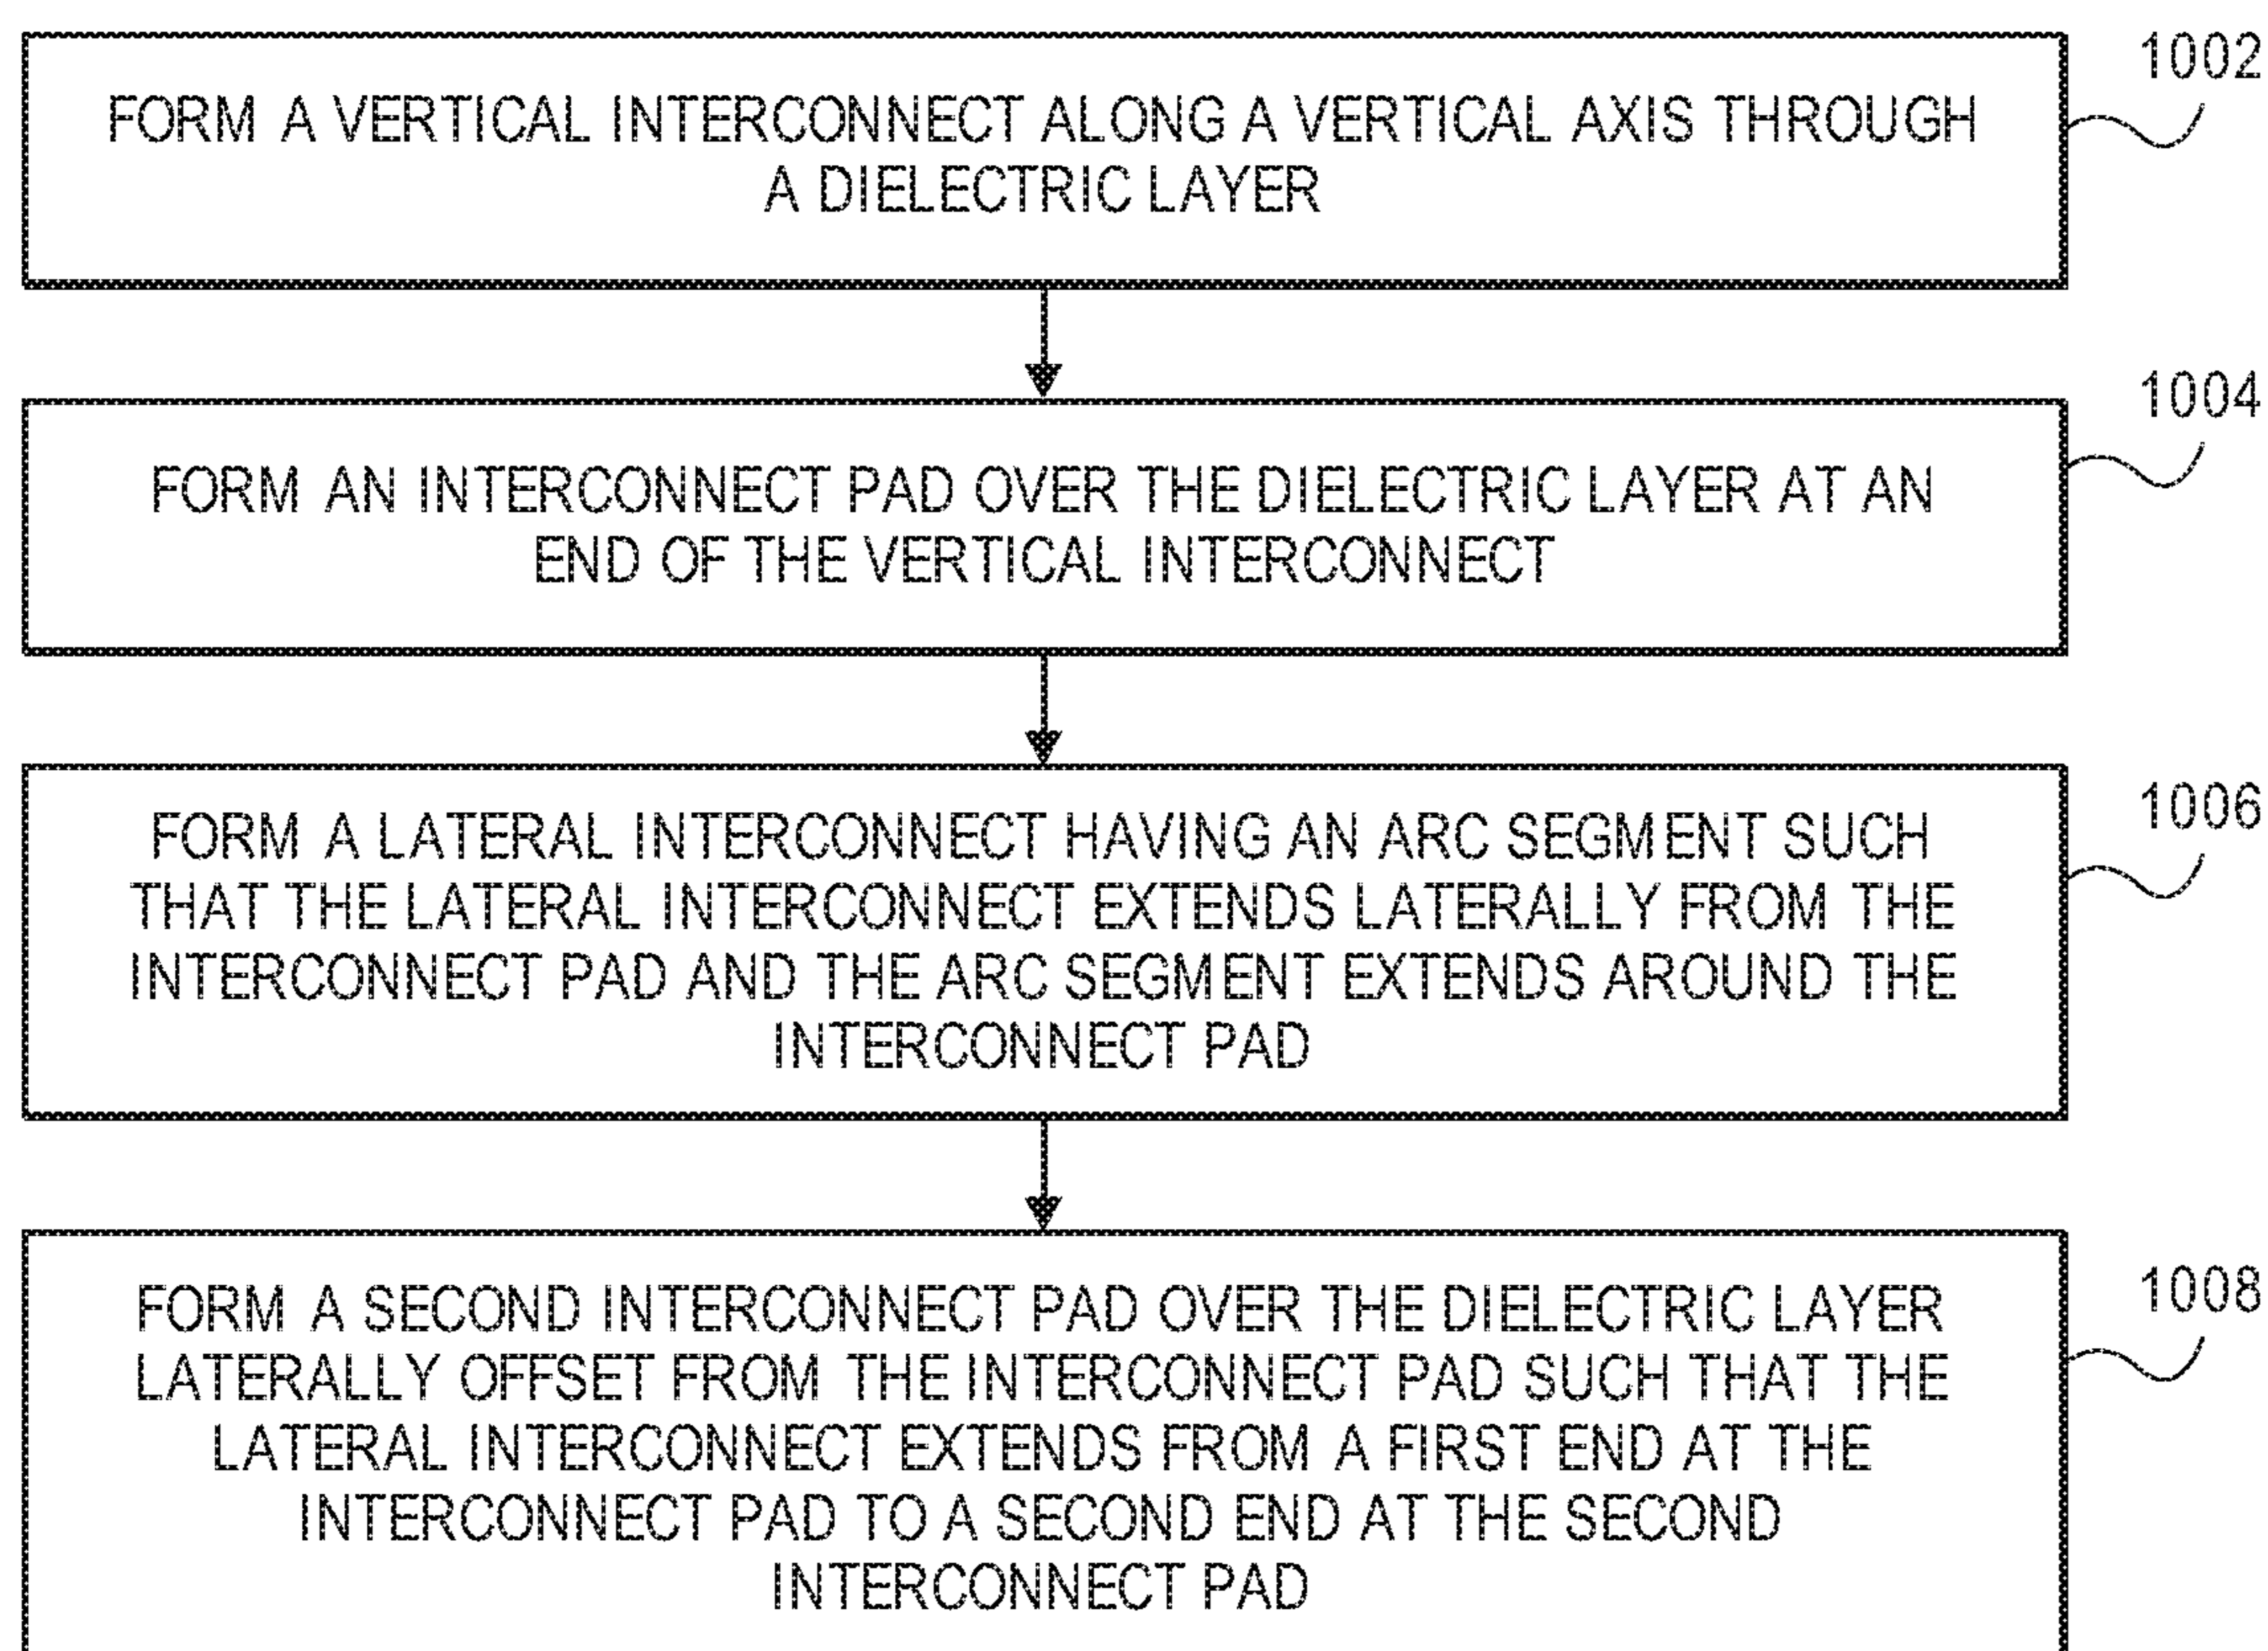 1002
FORM A VERTICAL INTERCONNECT ALONG A VERTICAL AXIS THROUGH
A DIELECTRIC LAYER
1004
FORM AN INTERCONNECT PAD OVER THE DIELECTRIC LAYER AT AN
END OF THE VERTICAL INTERCONNECT
1006
FORM A LATERAL INTERCONNECT HAVING AN ARC SEGMENT SUCH
THAT THE LATERAL INTERCONNECT EXTENDS LATERALLY FROM THE
INTERCONNECT PAD AND THE ARC SEGMENT EXTENDS AROUND THE
INTERCONNECT PAD
1008
FORM A SECOND INTERCONNECT PAD OVER THE DIELECTRIC LAYER
LATERALLY OFFSET FROM THE INTERCONNECT PAD SUCH THAT THE
LATERAL INTERCONNECT EXTENDS FROM A FIRST END AT THE
INTERCONNECT PAD TO A SECOND END AT THE SECOND
INTERCONNECT PAD